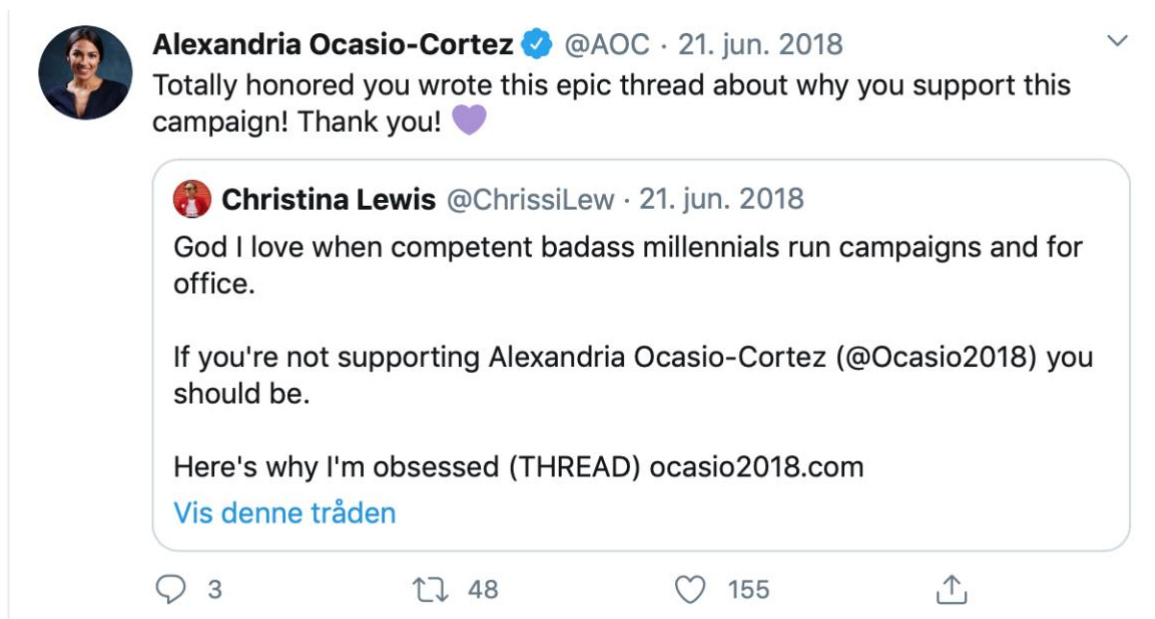 Alexandria Ocasio-Cortez @AOC · 21. jun. 2018
Totally honored you wrote this epic thread about why you support this
campaign! Thank you! 💜
Christina Lewis @ChrissiLew · 21. jun. 2018
God I love when competent badass millennials run campaigns and for
office.
If you're not supporting Alexandria Ocasio-Cortez (@Ocasio2018) you
should be.
Here's why I'm obsessed (THREAD) ocasio2018.com
Vis denne tråden
3 48 155